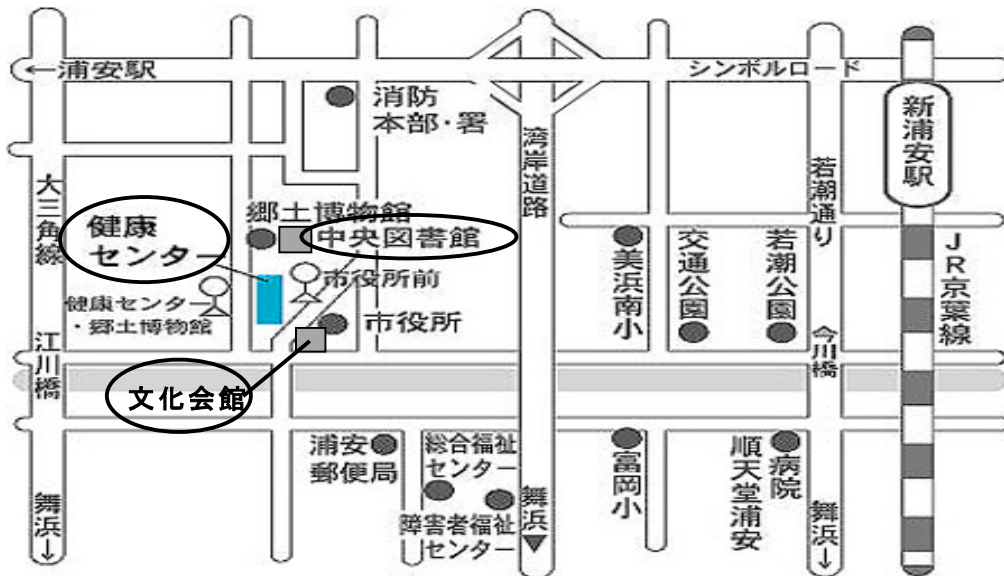 ←浦安駅
シンボルロード
消防
本部・署
新浦安駅
湾岸道路
若潮通り
大三角線
郷土博物館
健康
センター
中央図書館
市役所前
美浜南小
交通公園
若潮公園
JR京葉線
健康センター
・郷土博物館
市役所
江川橋
今川橋
文化会館
浦安
郵便局
総合福祉
センター
障害者福祉
センター
富岡小
順天堂浦安
病院
舞浜↓
舞浜▼
舞浜↓